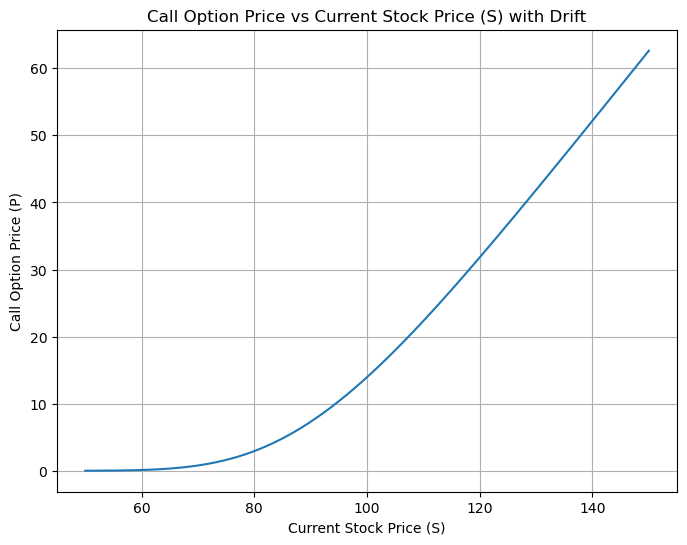 Call Option Price vs Current Stock Price (S) with Drift
60
50
40
30
20
10
0
Call Option Price (P)
60 80 100 120 140
Current Stock Price (S)